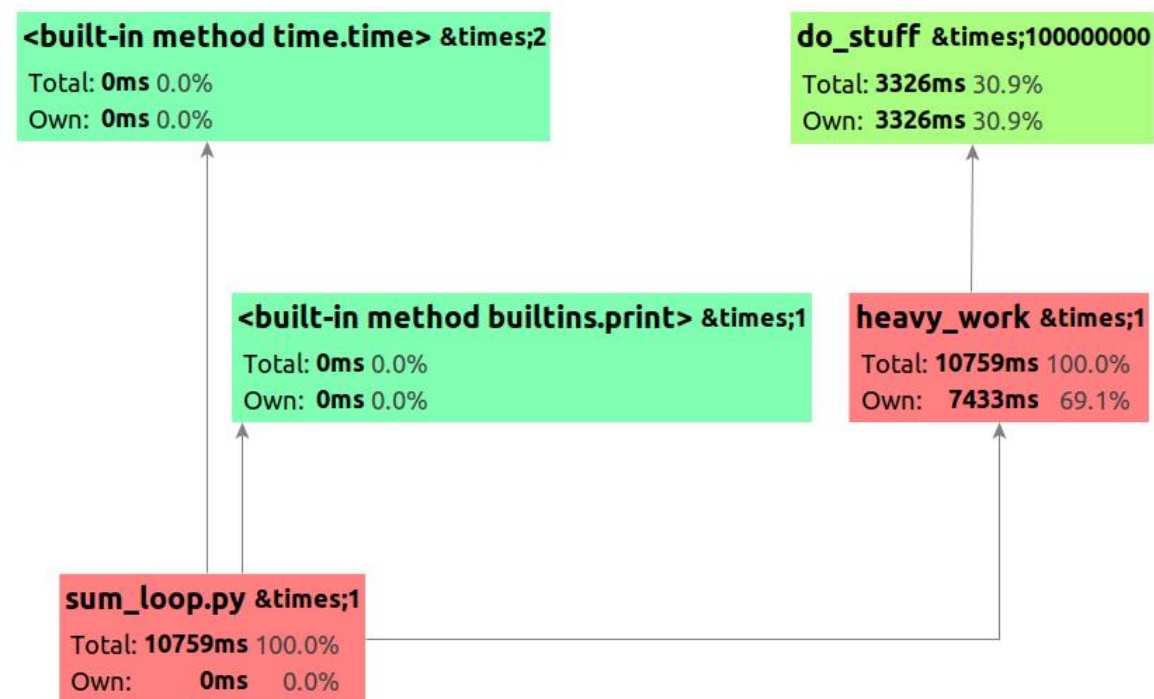 <built-in method time.time> &times;2
Total: 0ms 0.0%
Own: 0ms 0.0%
do_stuff &times;100000000
Total: 3326ms 30.9%
Own: 3326ms 30.9%
<built-in method builtins.print> &times;1
Total: 0ms 0.0%
Own: 0ms 0.0%
heavy_work &times;1
Total: 10759ms 100.0%
Own: 7433ms 69.1%
sum_loop.py &times;1
Total: 10759ms 100.0%
Own: 0ms 0.0%